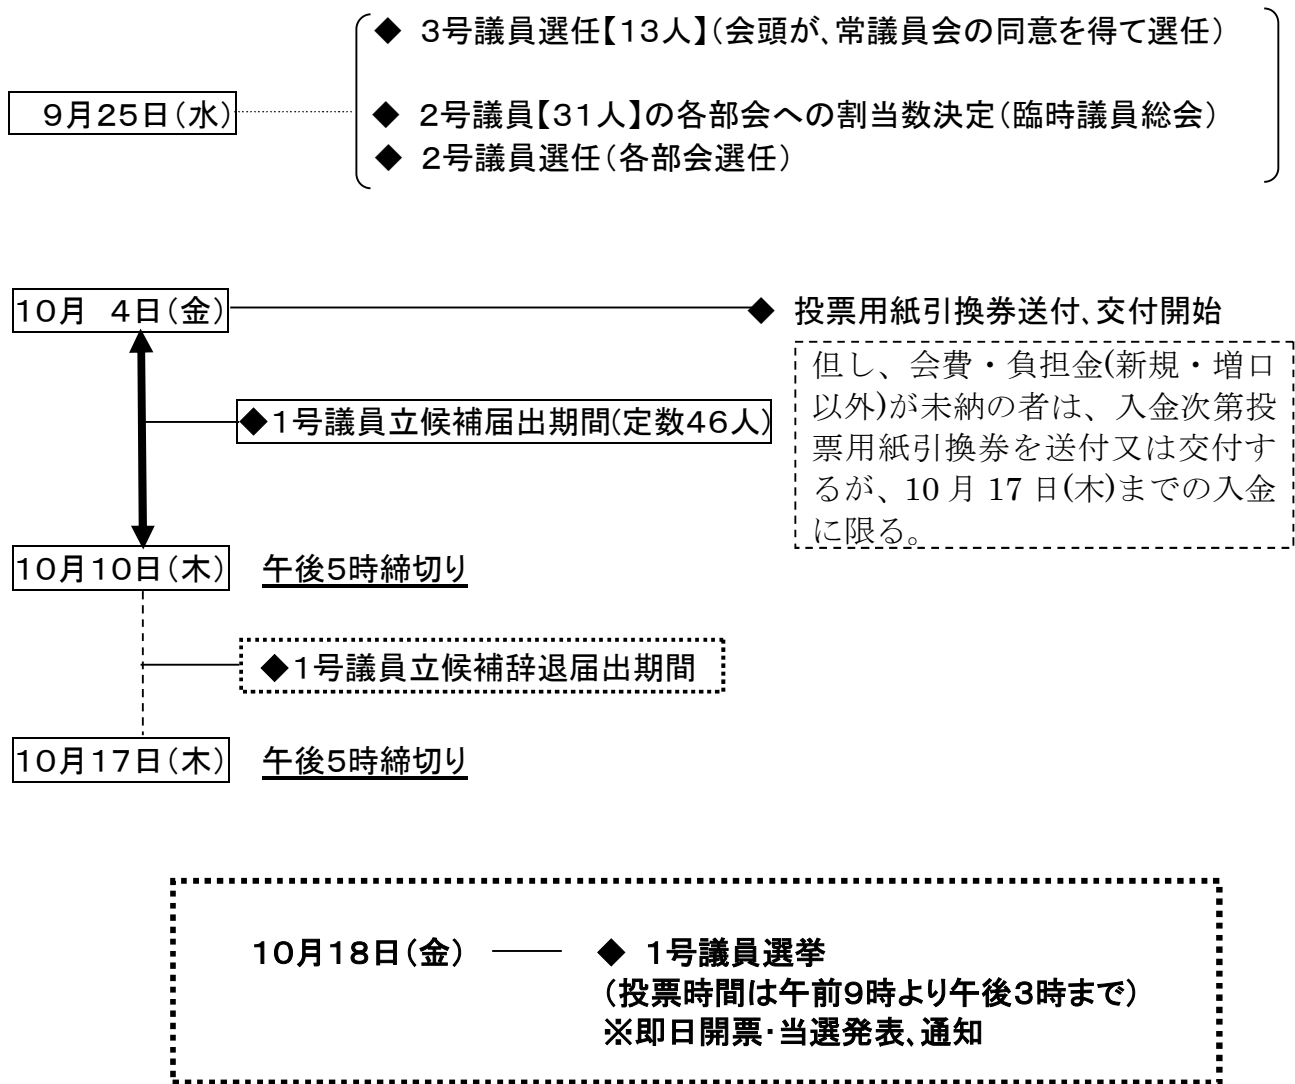 ◆ 3号議員選任【13人】（会頭が、常議員会の同意を得て選任）
9月25日（水）
◆ 2号議員【31人】の各部会への割当数決定（臨時議員総会）
◆ 2号議員選任（各部会選任）
10月 4日（金）
◆ 投票用紙引換券送付、交付開始
但し、会費・負担金(新規・増口
以外)が未納の者は、入金次第投
票用紙引換券を送付又は交付す
るが、10月17日(木)までの入金
に限る。
◆1号議員立候補届出期間(定数46人)
10月10日（木） 午後5時締切り
◆1号議員立候補辞退届出期間
10月17日（木） 午後5時締切り
10月18日（金） ―― ◆ 1号議員選挙
（投票時間は午前9時より午後3時まで）
※即日開票・当選発表、通知